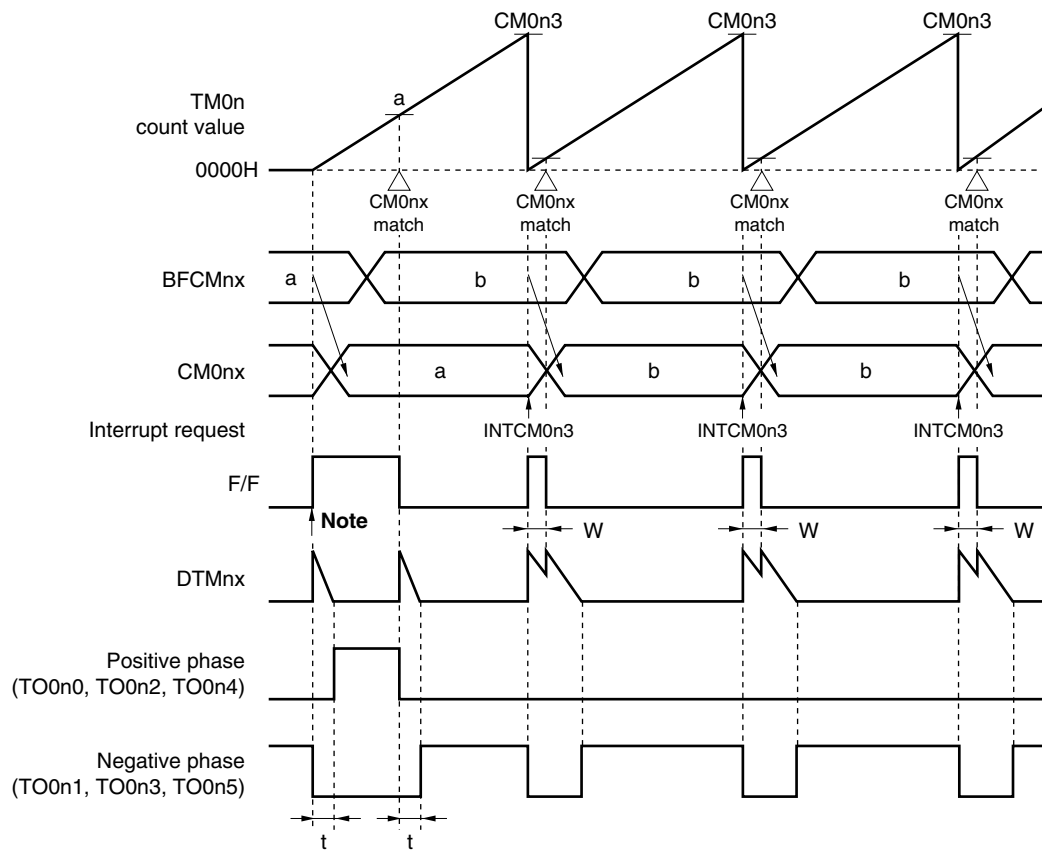 CM0n3 CM0n3 CM0n3
a
TM0n
count value
0000H
CM0nx
match
CM0nx
match
CM0nx
match
CM0nx
match
BFCMnx a b b b
CM0nx a b b
Interrupt request INTCM0n3 INTCM0n3 INTCM0n3
F/F
Note W W W
DTMnx
Positive phase
(TO0n0, TO0n2, TO0n4)
Negative phase
(TO0n1, TO0n3, TO0n5)
t t